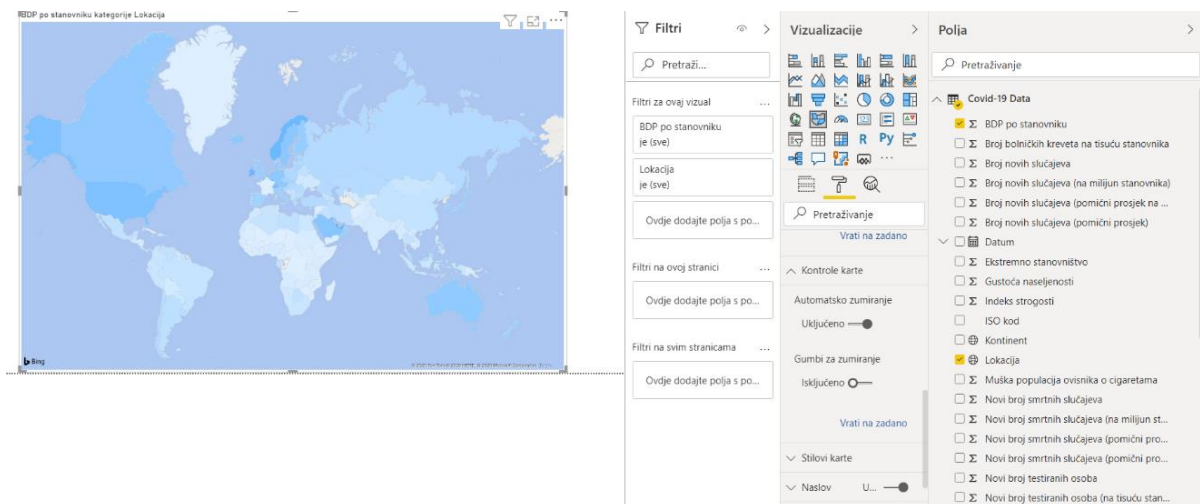 BDP po stanovniku kategorije Lokacija
Bing
Filtri
Pretraži...
Filtri za ovaj vizual
...
BDP po stanovniku
je (sve)
Lokacija
je (sve)
Ovdje dodajte polja s po...
Filtri na ovoj stranici
...
Ovdje dodajte polja s po...
Filtri na svim stranicama
...
Ovdje dodajte polja s po...
Vizualizacije
R Py
...
Pretraživanje
Vrati na zadano
Kontrole karte
Automatsko zumiranje
Uključeno
Gumbi za zumiranje
Isključeno
Vrati na zadano
Stilovi karte
Naslov U...
Polja
Pretraživanje
Covid-19 Data
Σ BDP po stanovniku
Σ Broj bolničkih kreveta na tisuću stanovnika
Σ Broj novih slučajeva
Σ Broj novih slučajeva (na milijun stanovnika)
Σ Broj novih slučajeva (pomični prosjek na ...
Σ Broj novih slučajeva (pomični prosjek)
Datum
Σ Ekstremno stanovništvo
Σ Gustoća naseljenosti
Σ Indeks strogosti
ISO kod
Kontinent
Lokacija
Σ Muška populacija ovisnika o cigaretama
Σ Novi broj smrtnih slučajeva
Σ Novi broj smrtnih slučajeva (na milijun st...
Σ Novi broj smrtnih slučajeva (pomični pro...
Σ Novi broj smrtnih slučajeva (pomični pro...
Σ Novi broj testiranih osoba
Σ Novi broj testiranih osoba (na tisuću stan...